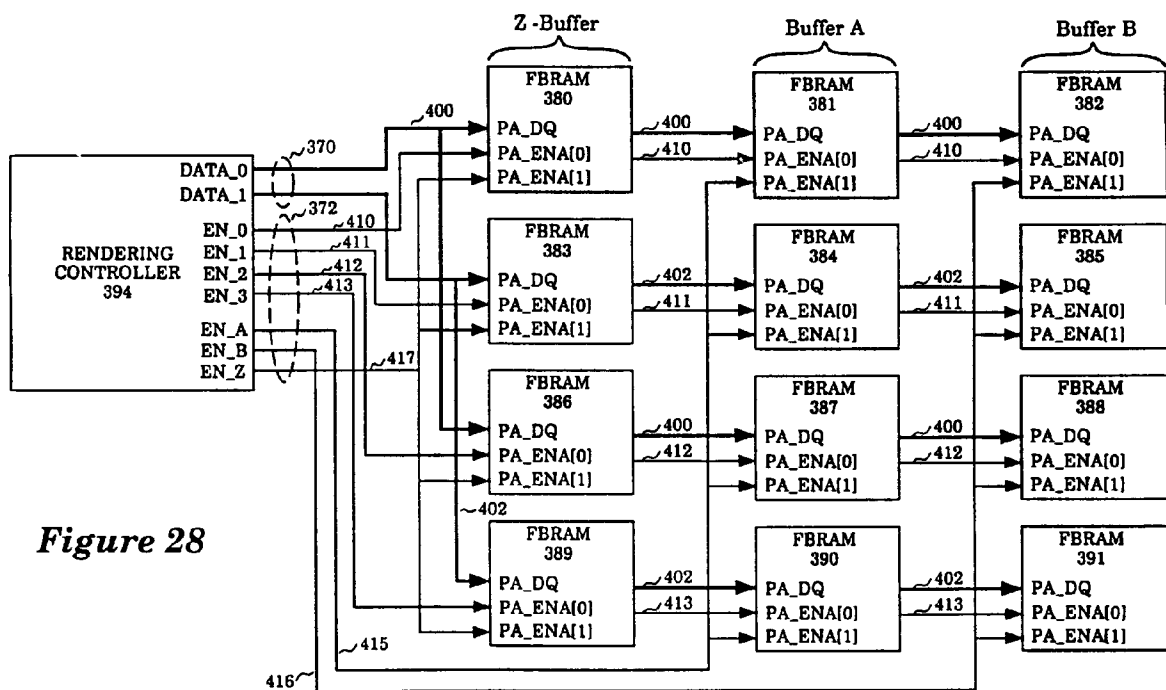 Z -Buffer
Buffer A
Buffer B
FBRAM
380
PA_DQ
PA_ENA[0]
PA_ENA[1]
400
410
FBRAM
381
PA_DQ
PA_ENA[0]
PA_ENA[1]
400
410
FBRAM
382
PA_DQ
PA_ENA[0]
PA_ENA[1]
400
370
DATA_0
DATA_1
372
EN_0
410
EN_1
411
EN_2
412
EN_3
413
EN_A
EN_B
EN_Z
417
RENDERING
CONTROLLER
394
FBRAM
383
PA_DQ
PA_ENA[0]
PA_ENA[1]
402
411
FBRAM
384
PA_DQ
PA_ENA[0]
PA_ENA[1]
402
411
FBRAM
385
PA_DQ
PA_ENA[0]
PA_ENA[1]
FBRAM
386
PA_DQ
PA_ENA[0]
PA_ENA[1]
400
412
FBRAM
387
PA_DQ
PA_ENA[0]
PA_ENA[1]
400
412
FBRAM
388
PA_DQ
PA_ENA[0]
PA_ENA[1]
402
Figure 28
FBRAM
389
PA_DQ
PA_ENA[0]
PA_ENA[1]
402
413
FBRAM
390
PA_DQ
PA_ENA[0]
PA_ENA[1]
402
413
FBRAM
391
PA_DQ
PA_ENA[0]
PA_ENA[1]
415
416